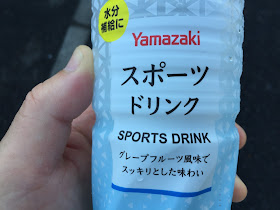 水分
補給に
Yamazaki
スポーツ
ドリンク
SPORTS DRINK
グレープフルーツ風味で
スッキリとした味わい